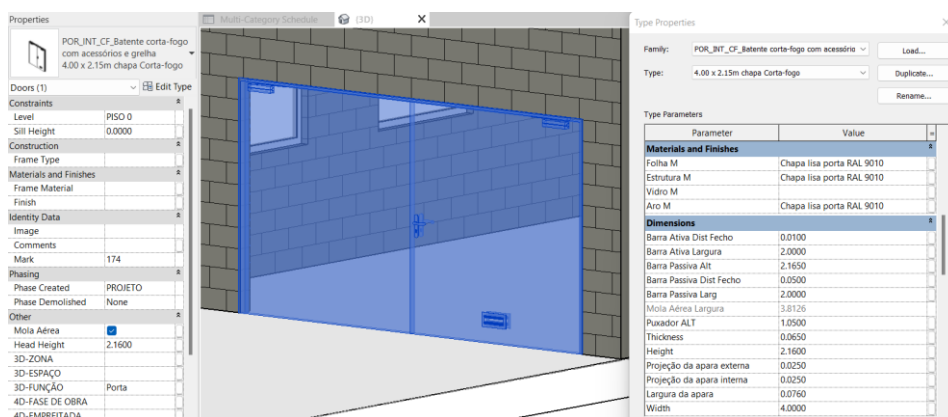 Properties
POR_INT_CF_Batente corta-fogo
com acessórios e grelha
4.00 x 2.15m chapa Corta-fogo
Doors (1)
Edit Type
Constraints
Level PISO 0
Sill Height 0.0000
Construction
Frame Type
Materials and Finishes
Frame Material
Finish
Identity Data
Image
Comments
Mark 174
Phasing
Phase Created PROJETO
Phase Demolished None
Other
Mola Aérea
Head Height 2.1600
3D-ZONA
3D-ESPAÇO
3D-FUNÇÃO Porta
4D-FASE DE OBRA
4D-EMPREITADA
Multi-Category Schedule
{3D}
Type Properties
Family: POR_INT_CF_Batente corta-fogo com acessório
Load...
Type: 4.00 x 2.15m chapa Corta-fogo
Duplicate...
Rename...
Type Parameters
Parameter Value =
Materials and Finishes
Folha M Chapa lisa porta RAL 9010
Estrutura M Chapa lisa porta RAL 9010
Vidro M
Aro M Chapa lisa porta RAL 9010
Dimensions
Barra Ativa Dist Fecho 0.0100
Barra Ativa Largura 2.0000
Barra Passiva Alt 2.1650
Barra Passiva Dist Fecho 0.0500
Barra Passiva Larg 2.0000
Mola Aérea Largura 3.8126
Puxador ALT 1.0500
Thickness 0.0650
Height 2.1600
Projeção da apara externa 0.0250
Projeção da apara interna 0.0250
Largura da apara 0.0760
Width 4.0000